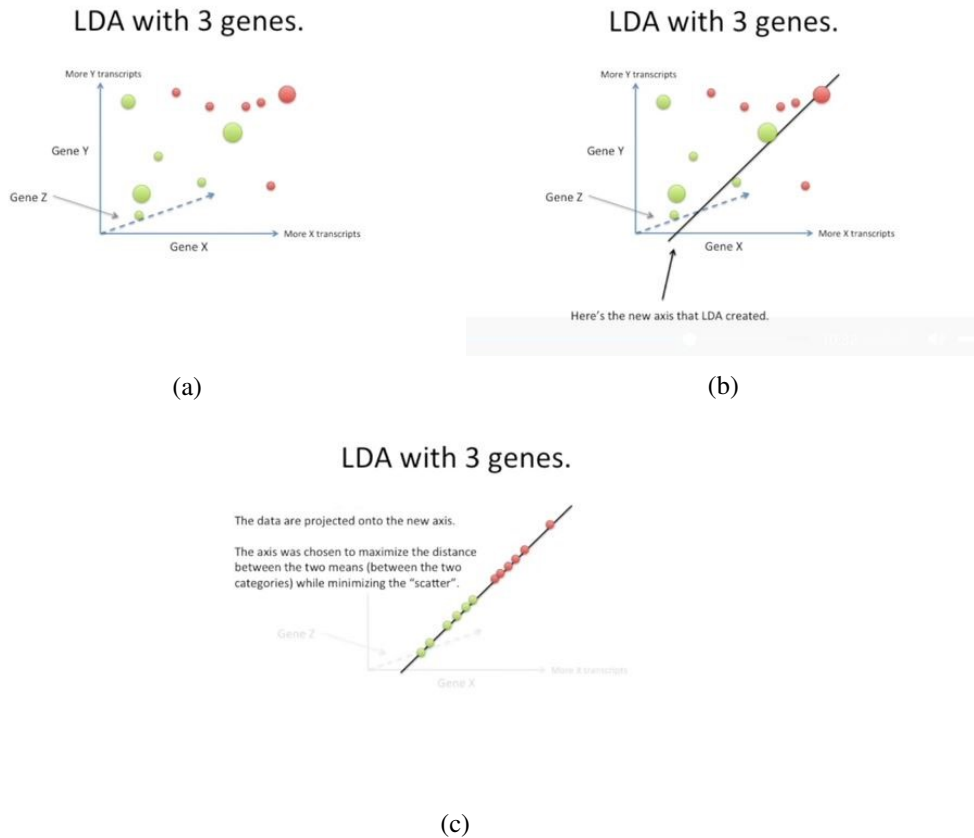 LDA with 3 genes.
More Y transcripts
Gene Y
Gene Z
More X transcripts
Gene X
(a)
LDA with 3 genes.
More Y transcripts
Gene Y
Gene Z
More X transcripts
Gene X
Here's the new axis that LDA created.
(b)
LDA with 3 genes.
The data are projected onto the new axis.
The axis was chosen to maximize the distance
between the two means (between the two
categories) while minimizing the "scatter".
Gene Z
More X transcripts
Gene X
(c)